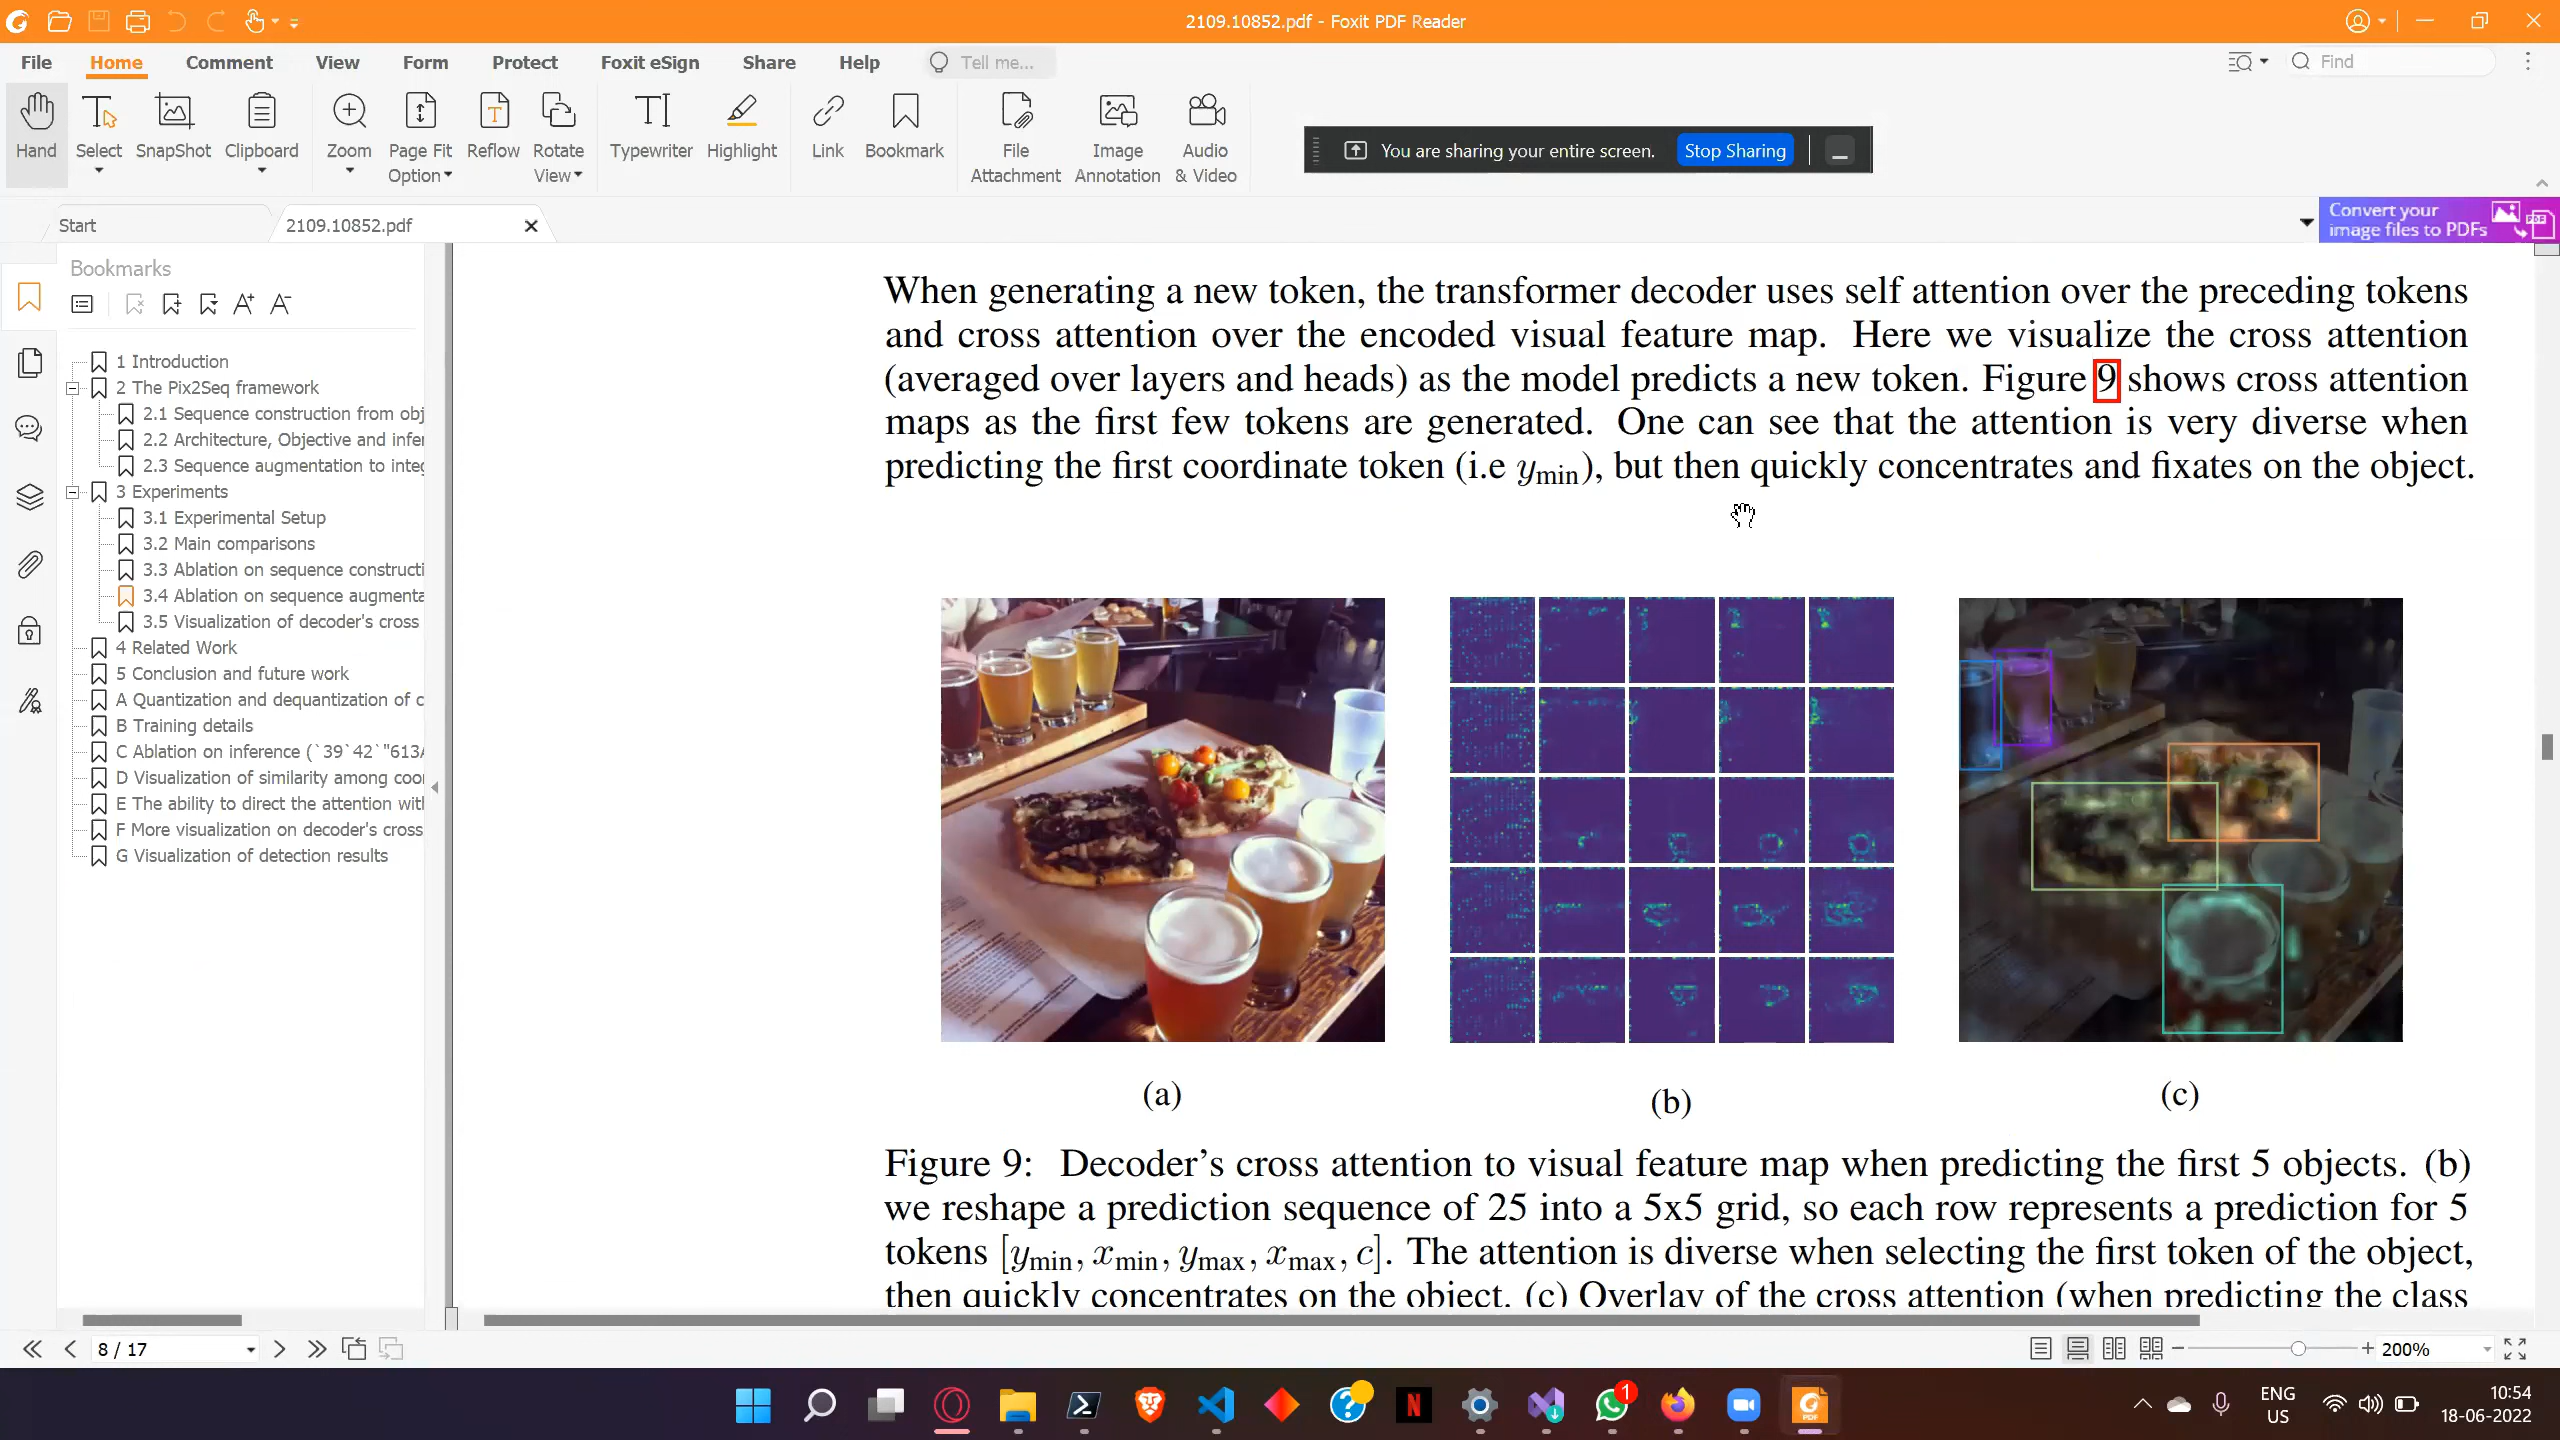 2109.10852.pdf - Foxit PDF Reader
File Home Comment View Form Protect Foxit eSign Share Help Tell me... Find
Hand Select SnapShot Clipboard Zoom Page Fit Option Reflow Rotate View Typewriter Highlight Link Bookmark File Attachment Image Annotation Audio & Video
You are sharing your entire screen. Stop Sharing
Start 2109.10852.pdf
Convert your
image files to PDFs
Bookmarks
1 Introduction
2 The Pix2Seq framework
2.1 Sequence construction from obj
2.2 Architecture, Objective and infer
2.3 Sequence augmentation to integ
3 Experiments
3.1 Experimental Setup
3.2 Main comparisons
3.3 Ablation on sequence constructi
3.4 Ablation on sequence augmenta
3.5 Visualization of decoder's cross
4 Related Work
5 Conclusion and future work
A Quantization and dequantization of c
B Training details
C Ablation on inference (`39`42`"613A
D Visualization of similarity among coor
E The ability to direct the attention with
F More visualization on decoder's cross
G Visualization of detection results
When generating a new token, the transformer decoder uses self attention over the preceding tokens
and cross attention over the encoded visual feature map. Here we visualize the cross attention
(averaged over layers and heads) as the model predicts a new token. Figure 9 shows cross attention
maps as the first few tokens are generated. One can see that the attention is very diverse when
predicting the first coordinate token (i.e ymin), but then quickly concentrates and fixates on the object.
(a)
(b)
(c)
Figure 9: Decoder's cross attention to visual feature map when predicting the first 5 objects. (b)
we reshape a prediction sequence of 25 into a 5x5 grid, so each row represents a prediction for 5
tokens [ymin, xmin, ymax, xmax, c]. The attention is diverse when selecting the first token of the object,
then quickly concentrates on the object. (c) Overlay of the cross attention (when predicting the class
8 / 17
200%
1
ENG
US
10:54
18-06-2022